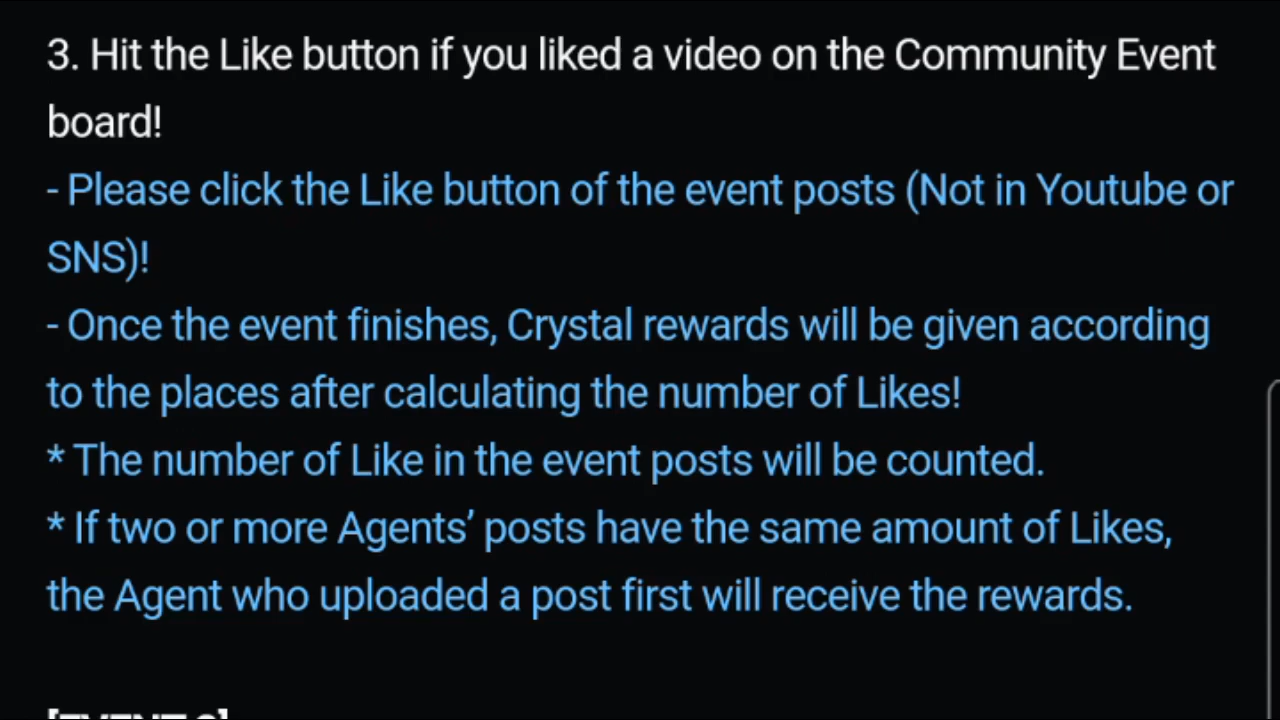 3. Hit the Like button if you liked a video on the Community Event
board!
- Please click the Like button of the event posts (Not in Youtube or
SNS)!
- Once the event finishes, Crystal rewards will be given according
to the places after calculating the number of Likes!
* The number of Like in the event posts will be counted.
* If two or more Agents’ posts have the same amount of Likes,
the Agent who uploaded a post first will receive the rewards.